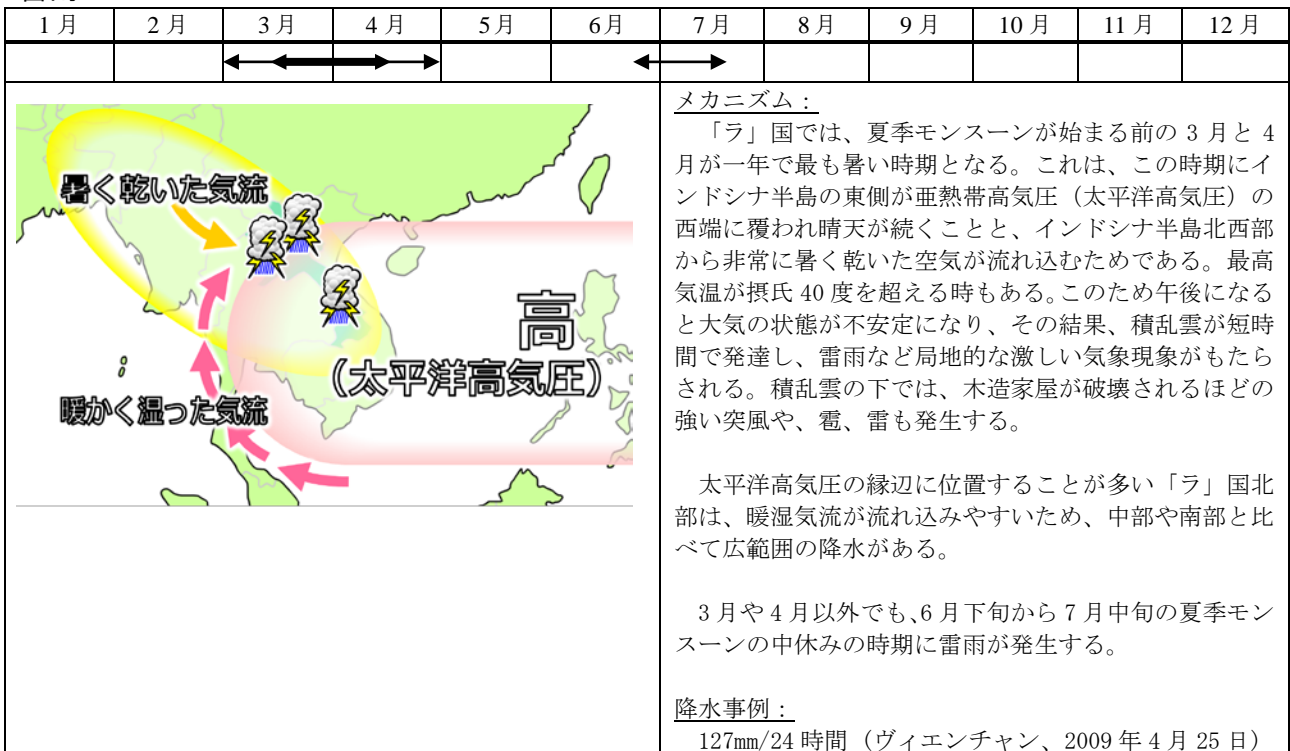 1月 2月 3月 4月 5月 6月 7月 8月 9月 10月 11月 12月
暑く乾いた気流
高
(太平洋高気圧)
暖かく湿った気流
メカニズム：
「ラ」国では、夏季モンスーンが始まる前の 3 月と 4
月が一年で最も暑い時期となる。これは、この時期にイ
ンドシナ半島の東側が亜熱帯高気圧（太平洋高気圧）の
西端に覆われ晴天が続くことと、インドシナ半島北西部
から非常に暑く乾いた空気が流れ込むためである。最高
気温が摂氏 40 度を超える時もある。このため午後になる
と大気の状態が不安定になり、その結果、積乱雲が短時
間で発達し、雷雨など局地的な激しい気象現象がもたら
される。積乱雲の下では、木造家屋が破壊されるほどの
強い突風や、雹、雷も発生する。
太平洋高気圧の縁辺に位置することが多い「ラ」国北
部は、暖湿気流が流れ込みやすいため、中部や南部と比
べて広範囲の降水がある。
3 月や 4 月以外でも、6 月下旬から 7 月中旬の夏季モン
スーンの中休みの時期に雷雨が発生する。
降水事例：
127㎜/24 時間（ヴィエンチャン、2009 年 4 月 25 日）